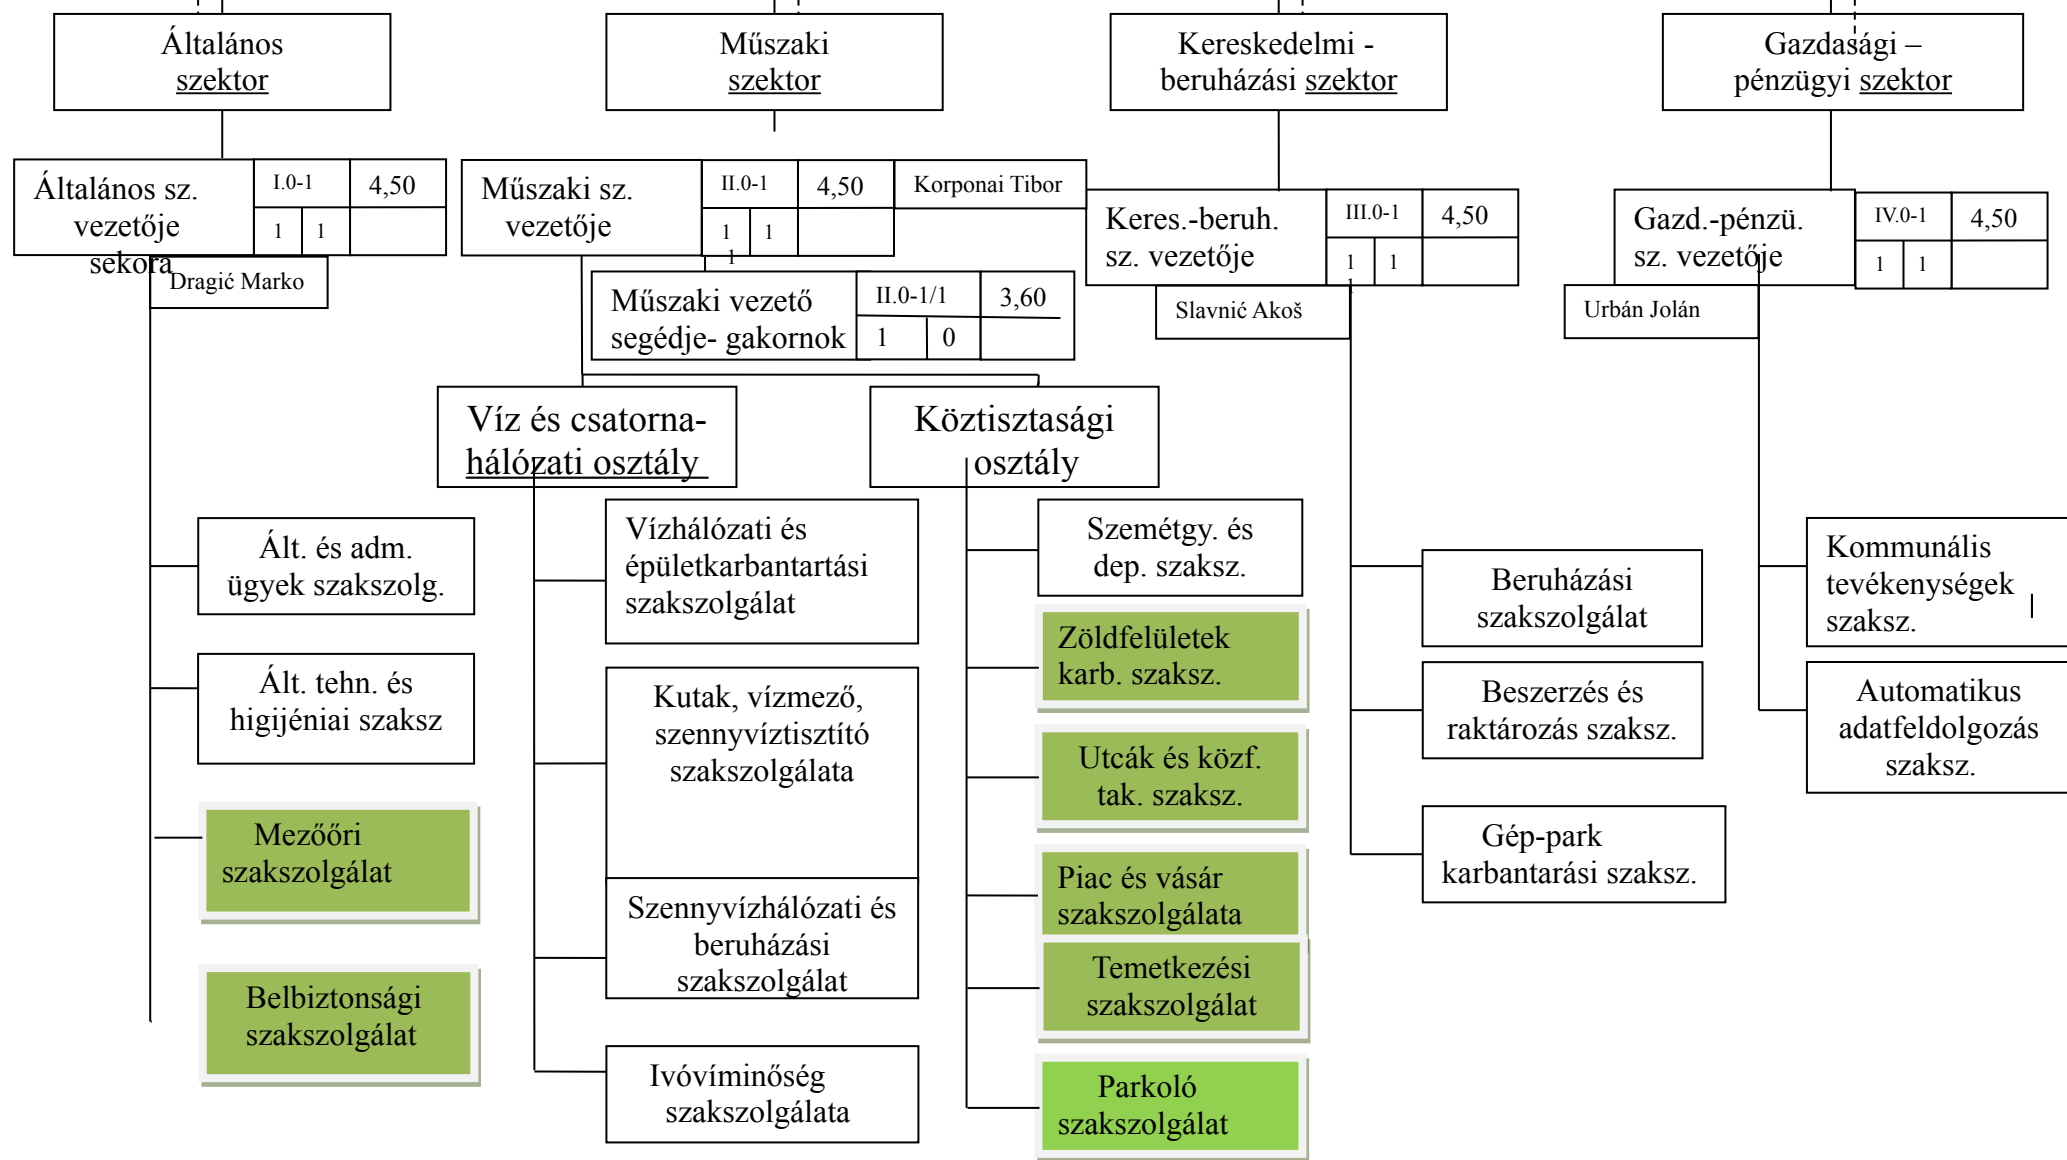 Általános
szektor
Műszaki
szektor
Kereskedelmi -
beruházási szektor
Gazdasági –
pénzügyi szektor
Általános sz.
vezetője
sekora
I.0-1
4,50
1
1
Dragić Marko
Műszaki sz.
vezetője
II.0-1
4,50
1
1
1
Korponai Tibor
Műszaki vezető
segédje- gakornok
II.0-1/1
3,60
1
0
Keres.-beruh.
sz. vezetője
III.0-1
4,50
1
1
Slavnić Akoš
Gazd.-pénzü.
sz. vezetője
IV.0-1
4,50
1
1
Urbán Jolán
Víz és csatorna-
hálózati osztály
Köztisztasági
osztály
Ált. és adm.
ügyek szakszolg.
Ált. tehn. és
higijéniai szaksz
Mezőőri
szakszolgálat
Belbiztonsági
szakszolgálat
Vízhálózati és
épületkarbantartási
szakszolgálat
Kutak, vízmező,
szennyvíztisztító
szakszolgálata
Szennyvízhálózati és
beruházási
szakszolgálat
Ivóvíminőség
szakszolgálata
Szemétgy. és
dep. szaksz.
Zöldfelületek
karb. szaksz.
Utcák és közf.
tak. szaksz.
Piac és vásár
szakszolgálata
Temetkezési
szakszolgálat
Parkoló
szakszolgálat
Beruházási
szakszolgálat
Beszerzés és
raktározás szaksz.
Gép-park
karbantarási szaksz.
Kommunális
tevékenységek
szaksz.
Automatikus
adatfeldolgozás
szaksz.